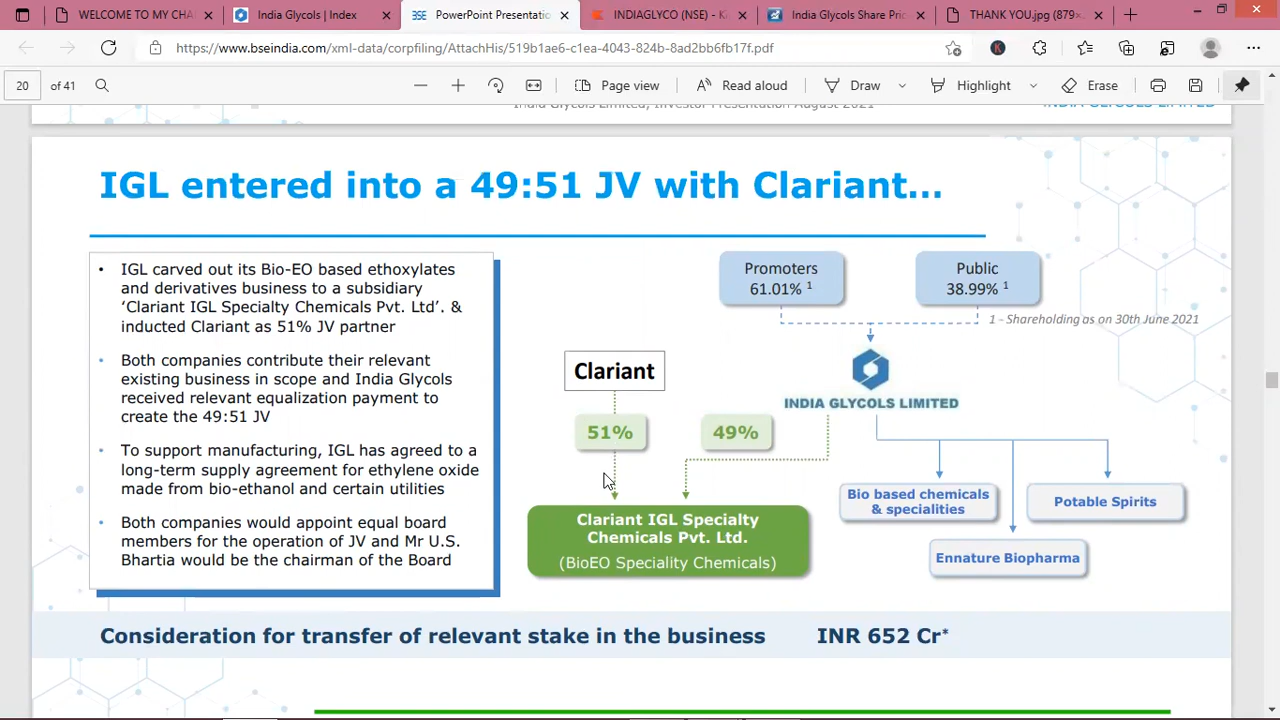 WELCOME TO MY CHA
India Glycols | Index
PowerPoint Presentatio
INDIAGLYCO (NSE) - K
India Glycols Share Pric
THANK YOU.jpg (879×
https://www.bseindia.com/xml-data/corpfiling/AttachHis/519b1ae6-c1ea-4043-824b-8ad2bb6fb17f.pdf
20 of 41
Page view
Read aloud
Draw
Highlight
Erase
India Glycols Limited, Investor Presentation August 2021
INDIA GLYCOLS LIMITED
IGL entered into a 49:51 JV with Clariant...
• IGL carved out its Bio-EO based ethoxylates
and derivatives business to a subsidiary
‘Clariant IGL Specialty Chemicals Pvt. Ltd’. &
inducted Clariant as 51% JV partner
• Both companies contribute their relevant
existing business in scope and India Glycols
received relevant equalization payment to
create the 49:51 JV
• To support manufacturing, IGL has agreed to a
long-term supply agreement for ethylene oxide
made from bio-ethanol and certain utilities
• Both companies would appoint equal board
members for the operation of JV and Mr U.S.
Bhartia would be the chairman of the Board
Promoters
61.01% 1
Public
38.99% 1
1 - Shareholding as on 30th June 2021
Clariant
INDIA GLYCOLS LIMITED
51%
49%
Clariant IGL Specialty
Chemicals Pvt. Ltd.
(BioEO Speciality Chemicals)
Bio based chemicals
& specialities
Potable Spirits
Ennature Biopharma
Consideration for transfer of relevant stake in the business INR 652 Cr*